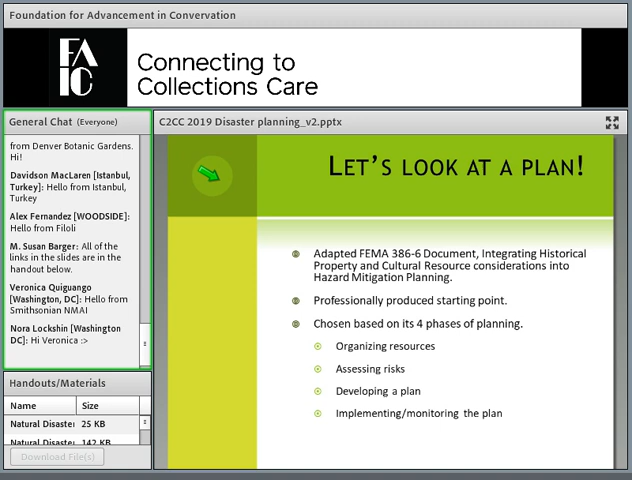 Foundation for Advancement in Convervation
FA
IC
Connecting to
Collections Care
General Chat (Everyone)
from Denver Botanic Gardens.
Hi!
Davidson MacLaren [Istanbul,
Turkey]: Hello from Istanbul,
Turkey
Alex Fernandez [WOODSIDE]:
Hello from Filoli
M. Susan Barger: All of the
links in the slides are in the
handout below.
Veronica Quiguango
[Washington, DC]: Hello from
Smithsonian NMAI
Nora Lockshin [Washington
DC]: Hi Veronica :>
Handouts/Materials
Name Size
Natural Disaste 25 KB
Natural Disaste 142 KB
Download File(s)
C2CC 2019 Disaster planning_v2.pptx
LET'S LOOK AT A PLAN!
Adapted FEMA 386-6 Document, Integrating Historical
Property and Cultural Resource considerations into
Hazard Mitigation Planning.
Professionally produced starting point.
Chosen based on its 4 phases of planning.
Organizing resources
Assessing risks
Developing a plan
Implementing/monitoring the plan